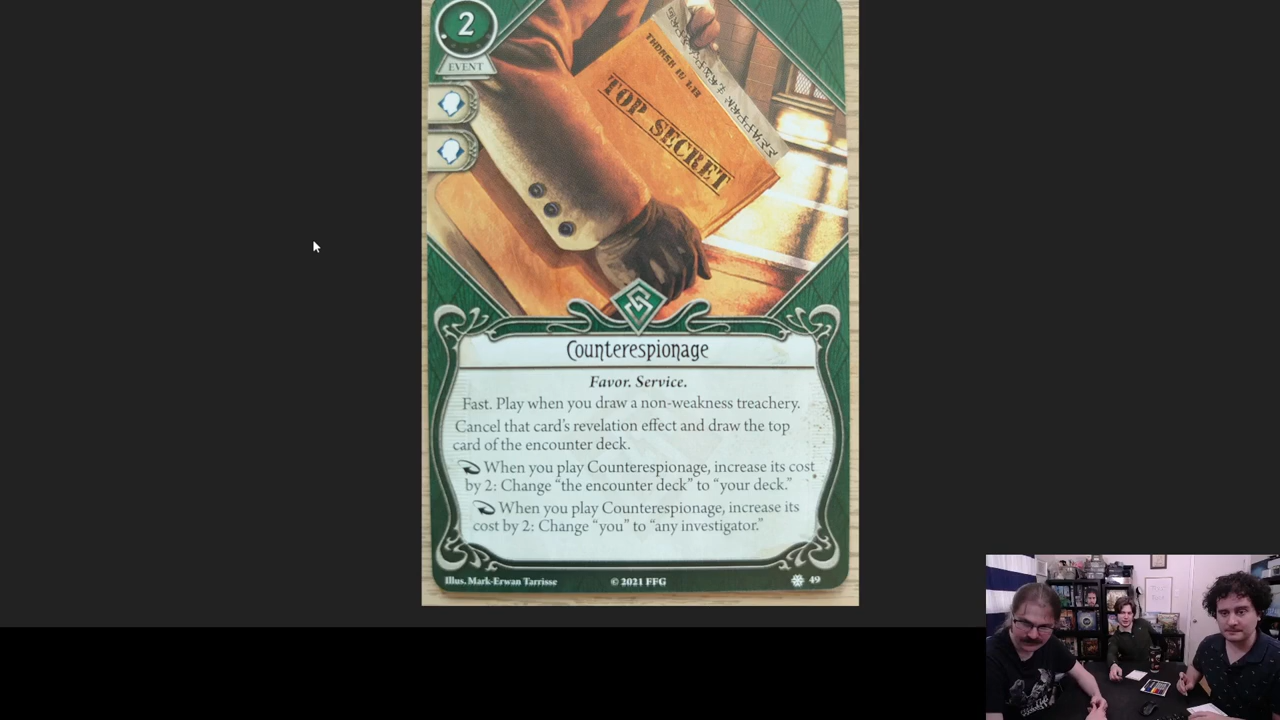 2
EVENT
TOP SECRET
Counterespionage
Favor. Service.
Fast. Play when you draw a non-weakness treachery.
Cancel that card's revelation effect and draw the top
card of the encounter deck.
When you play Counterespionage, increase its cost
by 2: Change “the encounter deck” to “your deck.”
When you play Counterespionage, increase its
cost by 2: Change “you” to “any investigator.”
Illus. Mark-Erwan Tarrisse © 2021 FFG 49